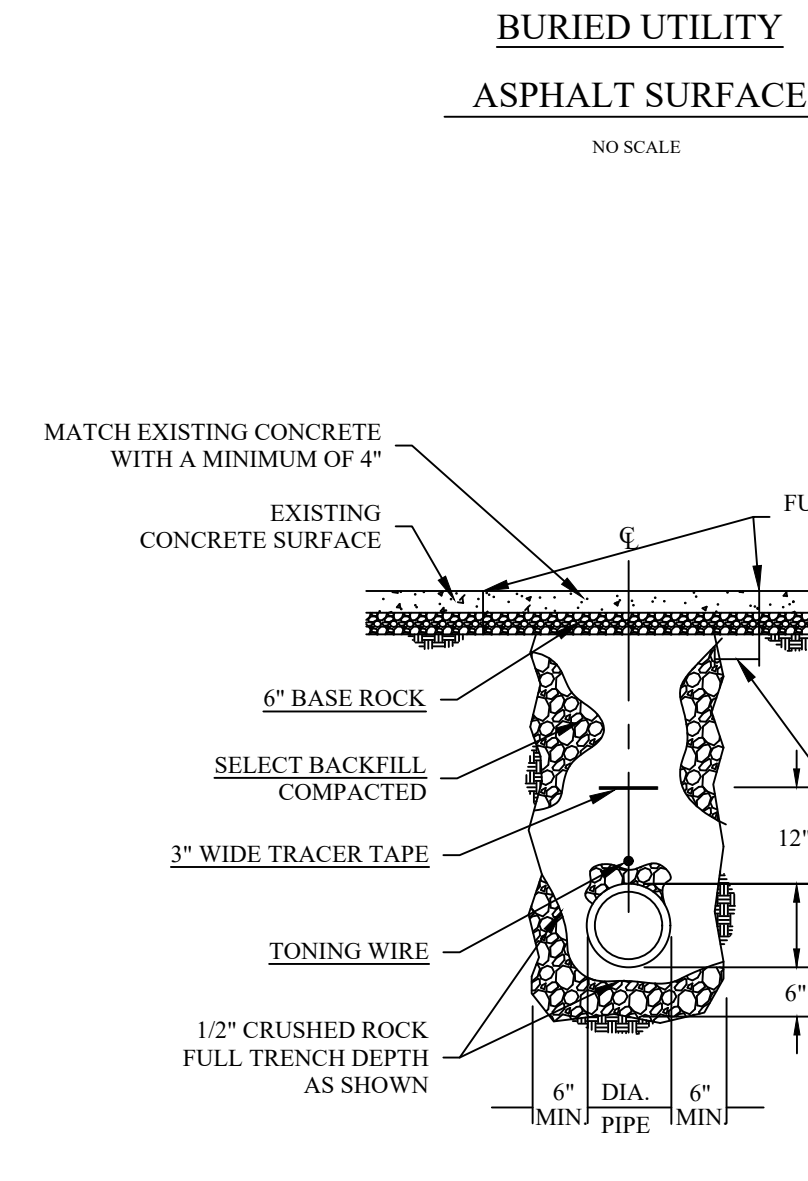 BURIED UTILITY
ASPHALT SURFACE
NO SCALE
MATCH EXISTING CONCRETE
WITH A MINIMUM OF 4"
EXISTING
CONCRETE SURFACE
FU
℄
6" BASE ROCK
SELECT BACKFILL
COMPACTED
3" WIDE TRACER TAPE
12"
TONING WIRE
6"
1/2" CRUSHED ROCK
FULL TRENCH DEPTH
AS SHOWN
6"
MIN.
DIA.
PIPE
6"
MIN.